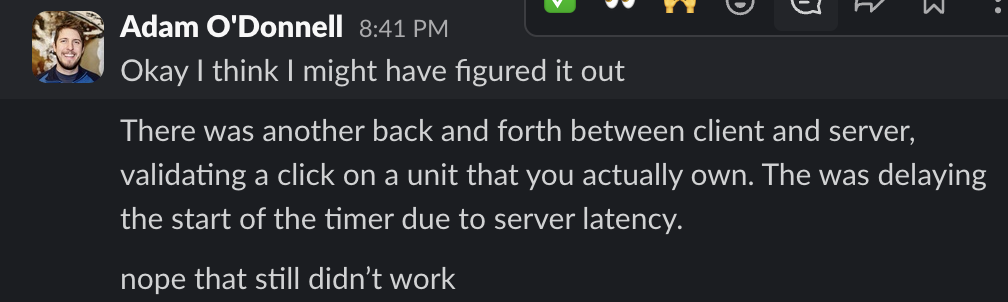 Adam O'Donnell 8:41 PM
Okay I think I might have figured it out
There was another back and forth between client and server,
validating a click on a unit that you actually own. The was delaying
the start of the timer due to server latency.
nope that still didn't work